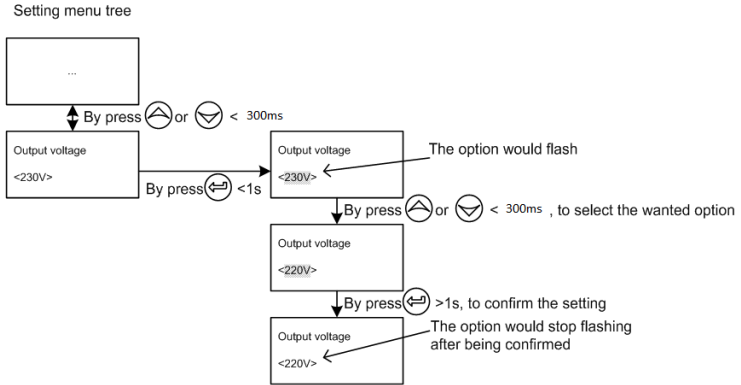 Setting menu tree
...
By press or < 300ms
Output voltage
<230V>
By press <1s
Output voltage
<230V>
The option would flash
By press or < 300ms , to select the wanted option
Output voltage
<220V>
By press >1s, to confirm the setting
Output voltage
<220V>
The option would stop flashing
after being confirmed